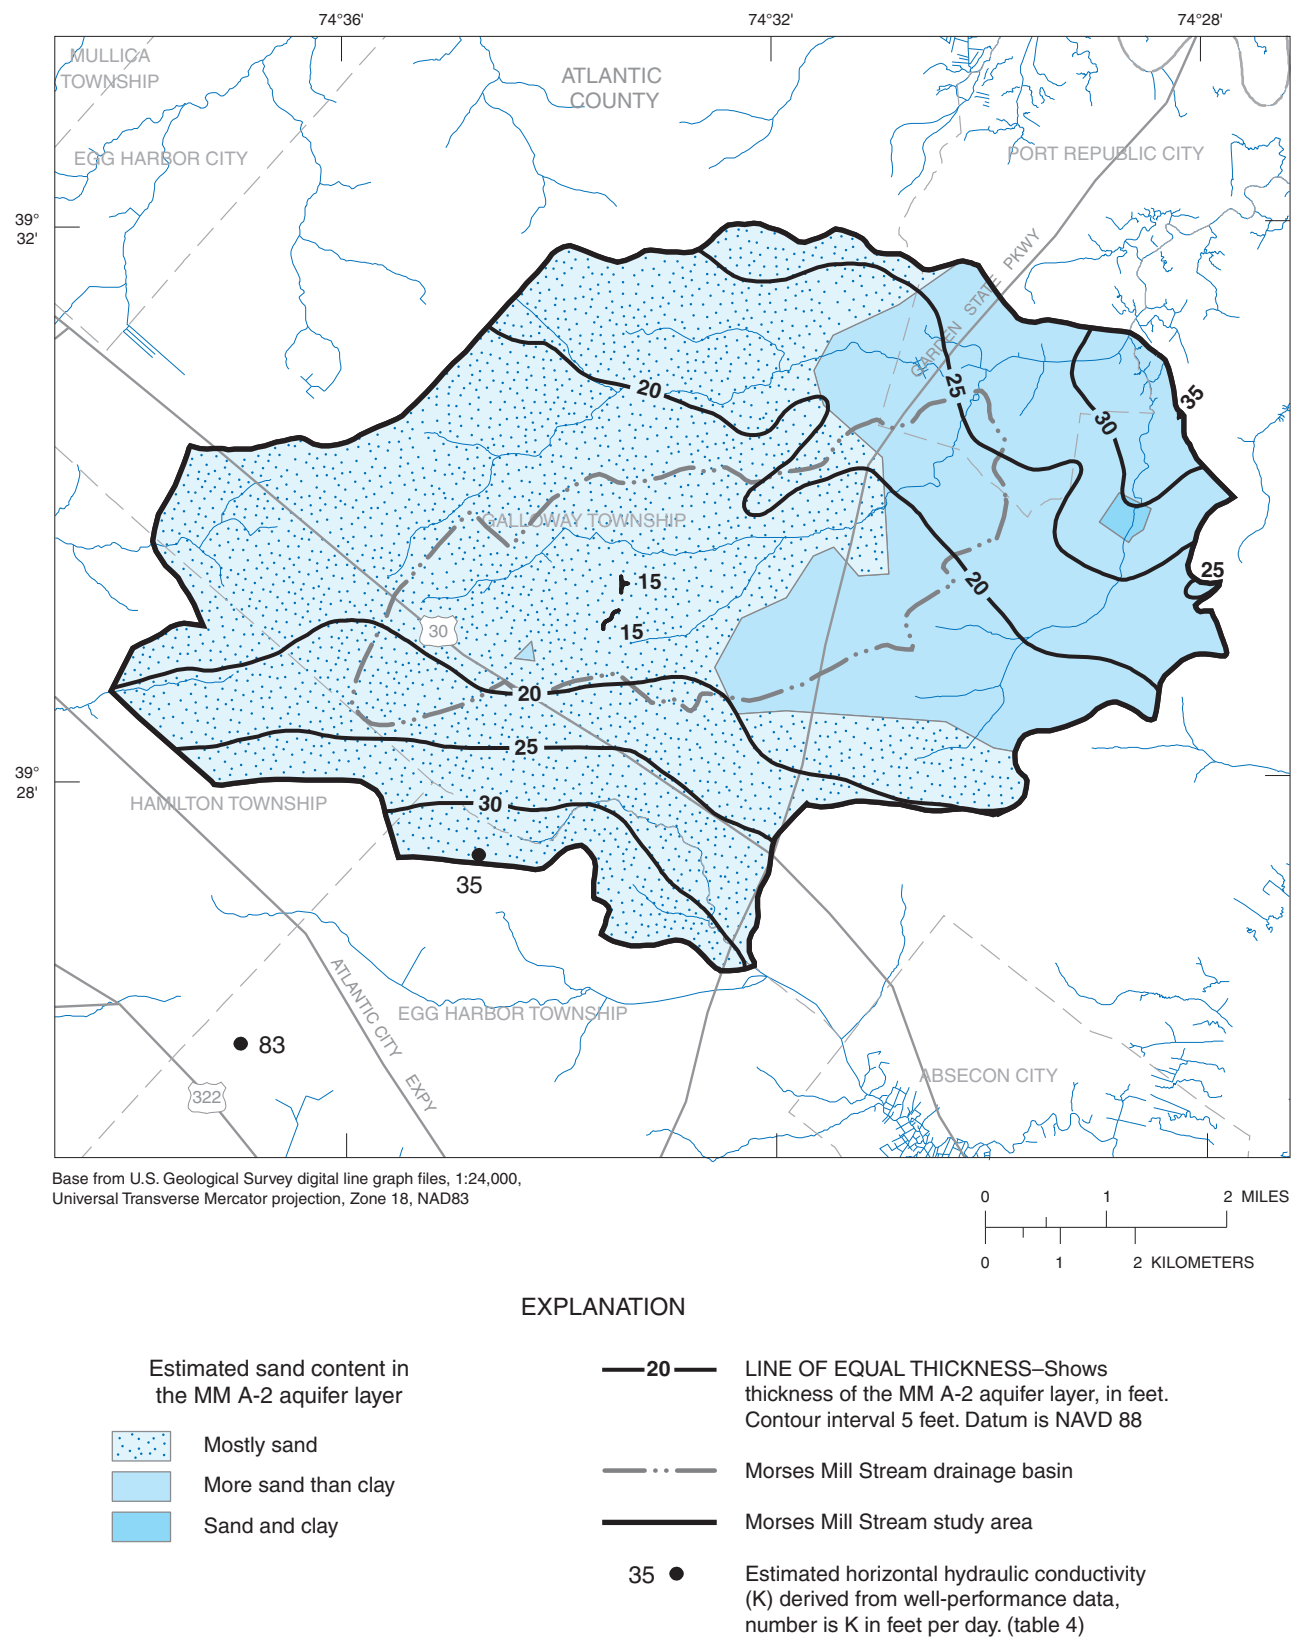 74°36'
74°32'
74°28'
MULLICA
TOWNSHIP
ATLANTIC
COUNTY
EGG HARBOR CITY
PORT REPUBLIC CITY
39°
32'
GARDEN STATE PKWY
20
25
35
30
GALLOWAY TOWNSHIP
25
15
20
15
30
20
25
39°
28'
HAMILTON TOWNSHIP
30
35
ATLANTIC CITY EXPY
EGG HARBOR TOWNSHIP
83
ABSECON CITY
322
Base from U.S. Geological Survey digital line graph files, 1:24,000,
Universal Transverse Mercator projection, Zone 18, NAD83
0 1 2 MILES
0 1 2 KILOMETERS
EXPLANATION
Estimated sand content in
the MM A-2 aquifer layer
Mostly sand
More sand than clay
Sand and clay
20
LINE OF EQUAL THICKNESS–Shows
thickness of the MM A-2 aquifer layer, in feet.
Contour interval 5 feet. Datum is NAVD 88
Morses Mill Stream drainage basin
Morses Mill Stream study area
35
Estimated horizontal hydraulic conductivity
(K) derived from well-performance data,
number is K in feet per day. (table 4)